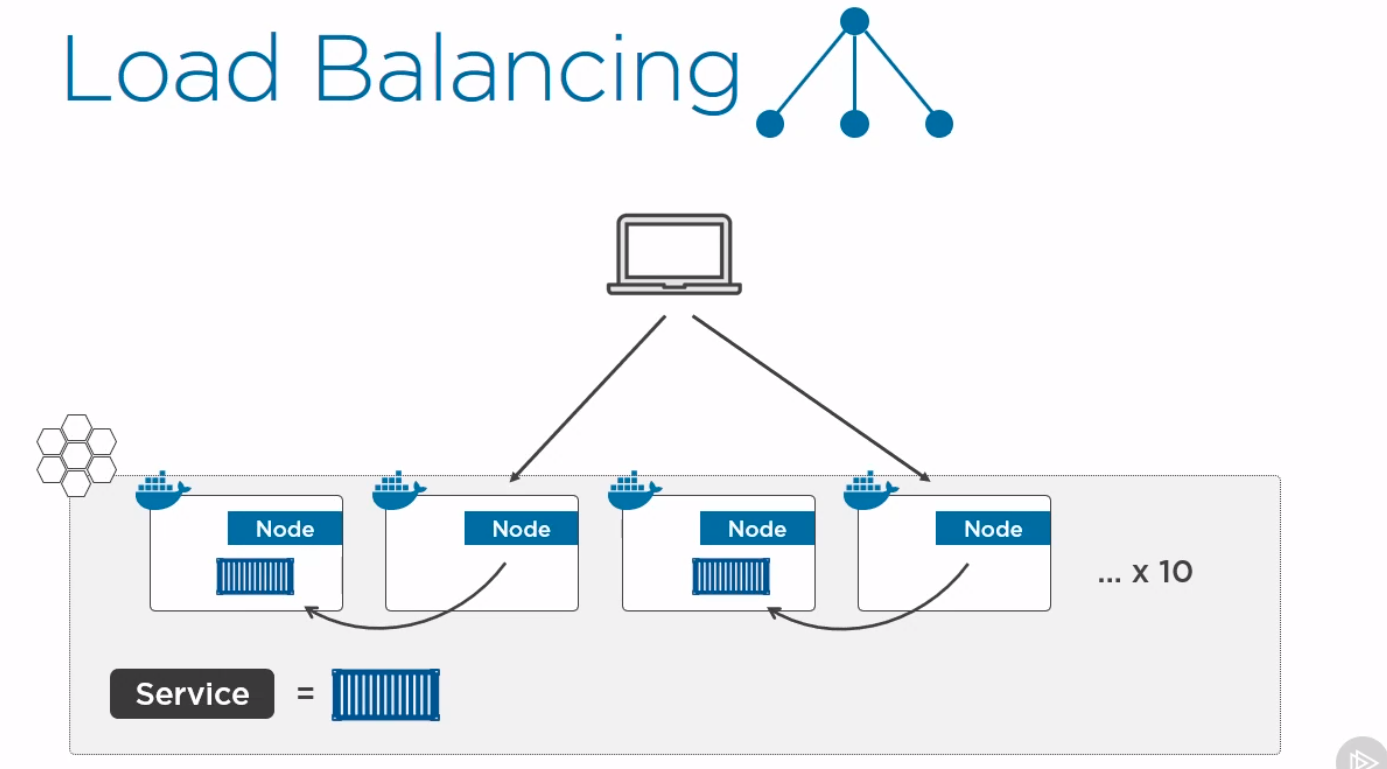 Load Balancing
Node
Node
Node
Node
... x 10
Service =